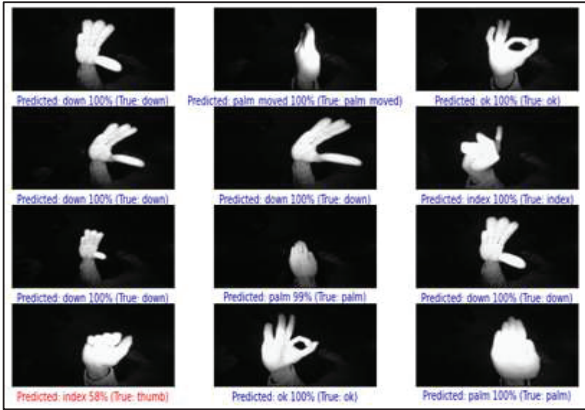 Predicted: down 100% (True: down)
Predicted: palm moved 100% (True: palm moved)
Predicted: ok 100% (True: ok)
Predicted: down 100% (True: down)
Predicted: down 100% (True: down)
Predicted: index 100% (True: index)
Predicted: down 100% (True: down)
Predicted: palm 99% (True: palm)
Predicted: down 100% (True: down)
Predicted: index 58% (True: thumb)
Predicted: ok 100% (True: ok)
Predicted: palm 100% (True: palm)